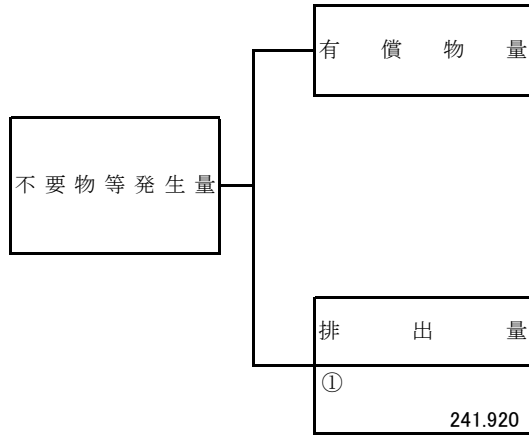 有償物量
不要物等発生量
排出量
①
241.920